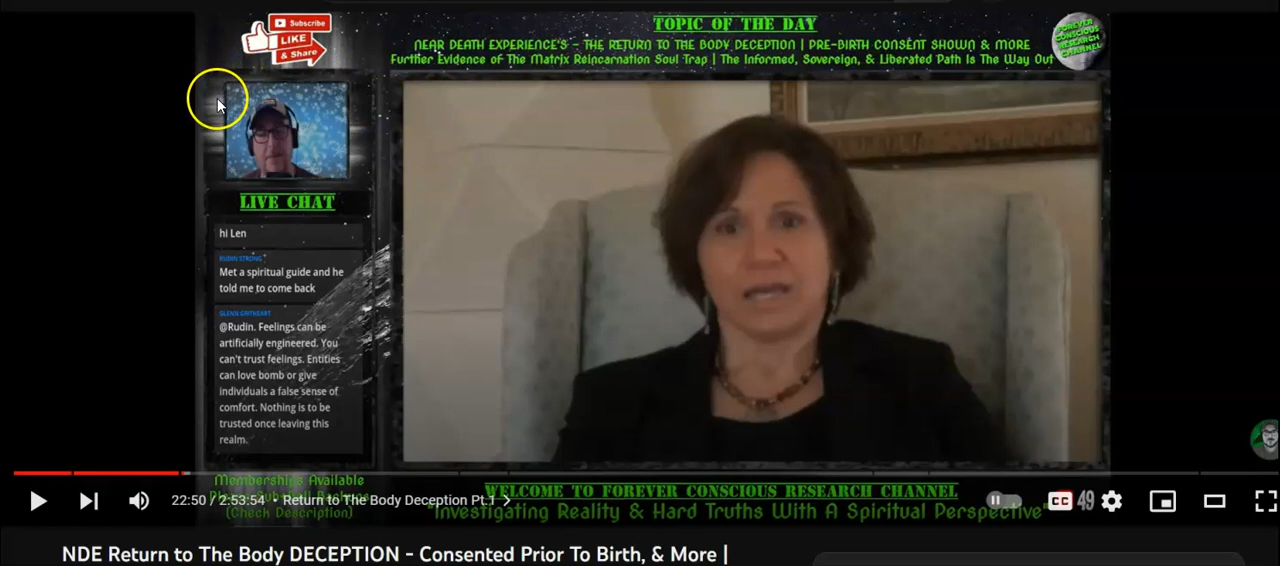 Subscribe
LIKE
& Share
TOPIC OF THE DAY
NEAR DEATH EXPERIENCE'S - THE RETURN TO THE BODY DECEPTION | PRE-BIRTH CONSENT SHOWN & MORE
Further Evidence of The Matrix Reincarnation Soul Trap | The Informed, Sovereign, & Liberated Path Is The Way Out
FOREVER
CONSCIOUS
RESEARCH
CHANNEL
LIVE CHAT
hi Len
RUDIN STRONG
Met a spiritual guide and he
told me to come back
GLENN GRITHEART
@Rudin. Feelings can be
artificially engineered. You
can't trust feelings. Entities
can love bomb or give
individuals a false sense of
comfort. Nothing is to be
trusted once leaving this
realm.
Memberships Available
(Check Description)
22:50 / 2:53:54 • Return to The Body Deception Pt.1 >
WELCOME TO FOREVER CONSCIOUS RESEARCH CHANNEL
"Investigating Reality & Hard Truths With A Spiritual Perspective"
CC
49
NDE Return to The Body DECEPTION - Consented Prior To Birth, & More |